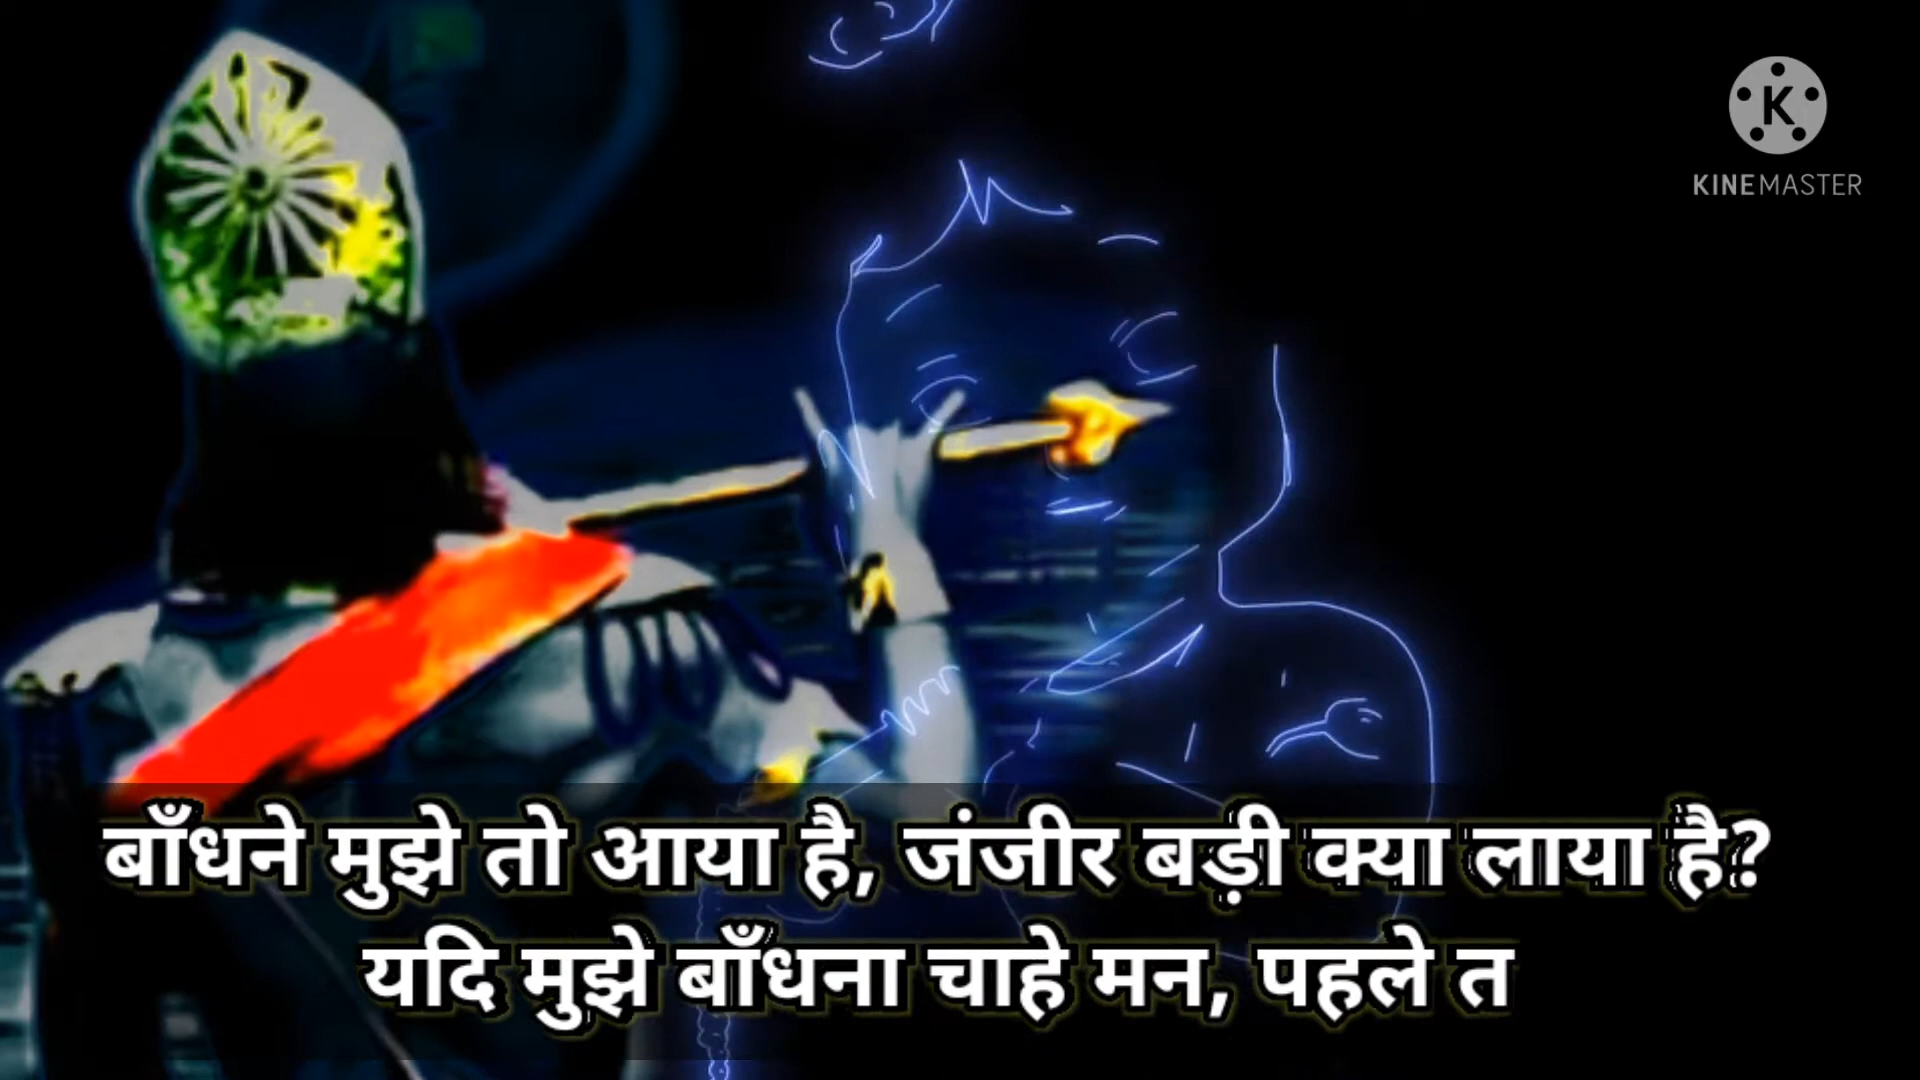 K
KINEMASTER
बाँधने मुझे तो आया है, जंजीर बड़ी क्या लाया है?
यदि मुझे बाँधना चाहे मन, पहले त